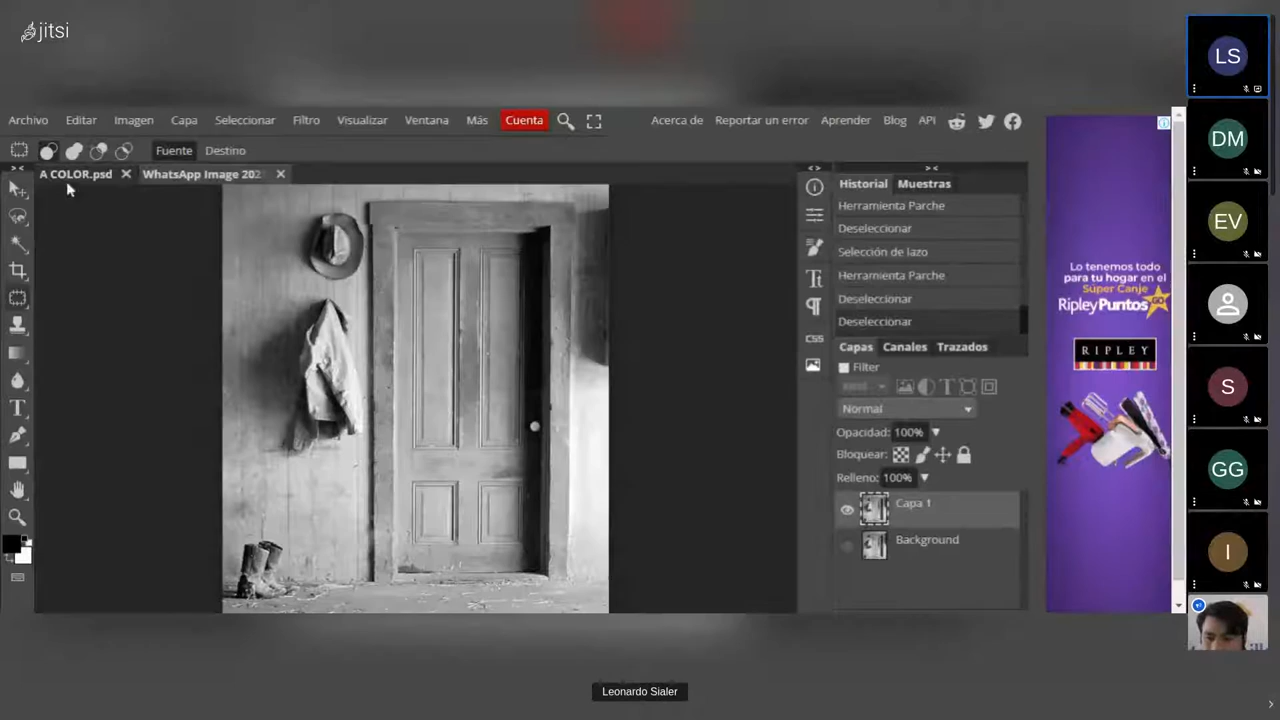 jitsi
Archivo Editar Imagen Capa Seleccionar Filtro Visualizar Ventana Más Cuenta Acerca de Reportar un error Aprender Blog API
Fuente Destino
A COLOR.psd WhatsApp Image 202
Historial Muestras
Herramienta Parche
Deseleccionar
Selección de lazo
Herramienta Parche
Deseleccionar
Deseleccionar
CSS
Capas Canales Trazados
Filter
Normal
Opacidad: 100%
Bloquear:
Relleno: 100%
Capa 1
Background
Lo tenemos todo
para tu hogar en el
Súper Canje
RipleyPuntos GO
RIPLEY
LS
DM
EV
S
GG
I
Leonardo Sialer